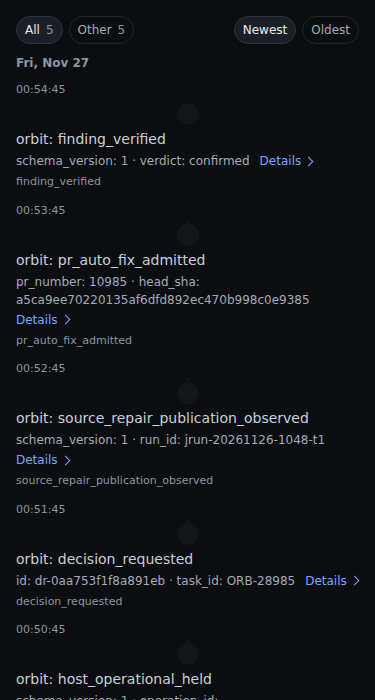 All 5 Other 5 Newest Oldest
Fri, Nov 27
00:54:45
orbit: finding_verified
schema_version: 1 · verdict: confirmed Details
finding_verified
00:53:45
orbit: pr_auto_fix_admitted
pr_number: 10985 · head_sha:
a5ca9ee70220135af6dfd892ec470b998c0e9385
Details
pr_auto_fix_admitted
00:52:45
orbit: source_repair_publication_observed
schema_version: 1 · run_id: jrun-20261126-1048-t1
Details
source_repair_publication_observed
00:51:45
orbit: decision_requested
id: dr-0aa753f1f8a891eb · task_id: ORB-28985 Details
decision_requested
00:50:45
orbit: host_operational_held
schema_version: 1 · operation_id: